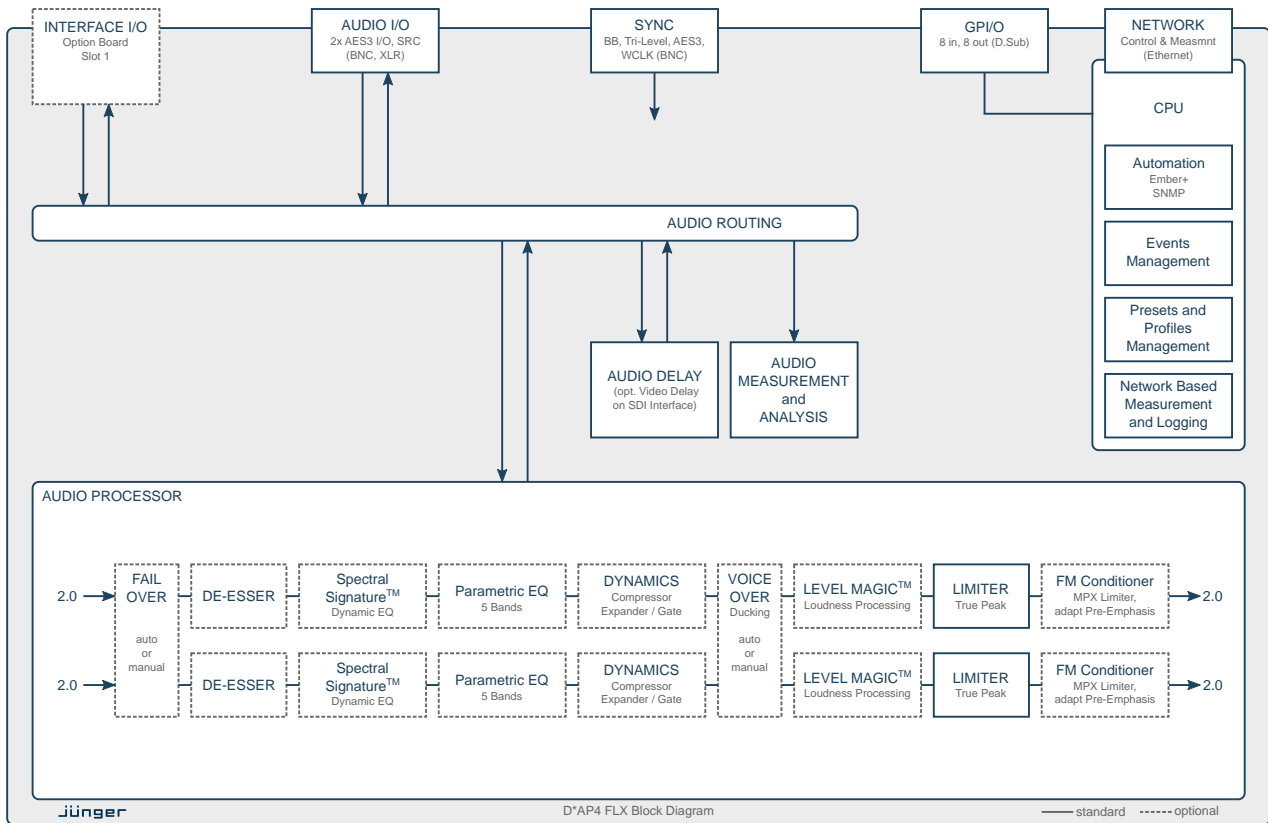 INTERFACE I/O
Option Board
Slot 1
AUDIO I/O
2x AES3 I/O, SRC
(BNC, XLR)
SYNC
BB, Tri-Level, AES3,
WCLK (BNC)
GPI/O
8 in, 8 out (D.Sub)
NETWORK
Control & Measmnt
(Ethernet)
CPU
Automation
Ember+
SNMP
Events
Management
Presets and
Profiles
Management
Network Based
Measurement
and Logging
AUDIO ROUTING
AUDIO DELAY
(opt. Video Delay
on SDI Interface)
AUDIO
MEASUREMENT
and
ANALYSIS
AUDIO PROCESSOR
2.0
FAIL
OVER
auto
or
manual
DE-ESSER
Spectral
Signature™
Dynamic EQ
Parametric EQ
5 Bands
DYNAMICS
Compressor
Expander / Gate
VOICE
OVER
Ducking
auto
or
manual
LEVEL MAGIC™
Loudness Processing
LIMITER
True Peak
FM Conditioner
MPX Limiter,
adapt Pre-Emphasis
2.0
2.0
DE-ESSER
Spectral
Signature™
Dynamic EQ
Parametric EQ
5 Bands
DYNAMICS
Compressor
Expander / Gate
LEVEL MAGIC™
Loudness Processing
LIMITER
True Peak
FM Conditioner
MPX Limiter,
adapt Pre-Emphasis
2.0
jünger
D*AP4 FLX Block Diagram
standard
optional